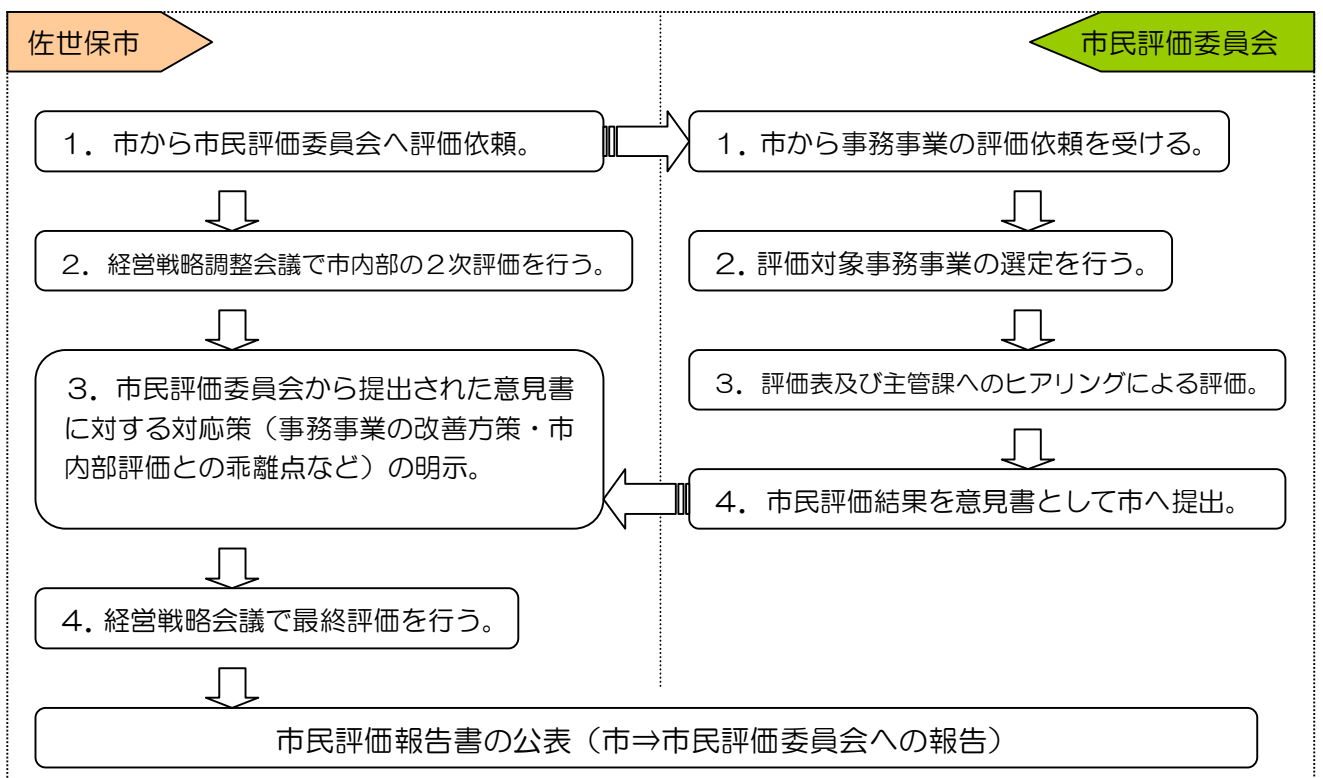 佐世保市
市民評価委員会
１．市から市民評価委員会へ評価依頼。
１．市から事務事業の評価依頼を受ける。
２．経営戦略調整会議で市内部の２次評価を行う。
２．評価対象事務事業の選定を行う。
３．市民評価委員会から提出された意見書
に対する対応策（事務事業の改善方策・市
内部評価との乖離点など）の明示。
３．評価表及び主管課へのヒアリングによる評価。
４．市民評価結果を意見書として市へ提出。
４．経営戦略会議で最終評価を行う。
市民評価報告書の公表（市⇒市民評価委員会への報告）